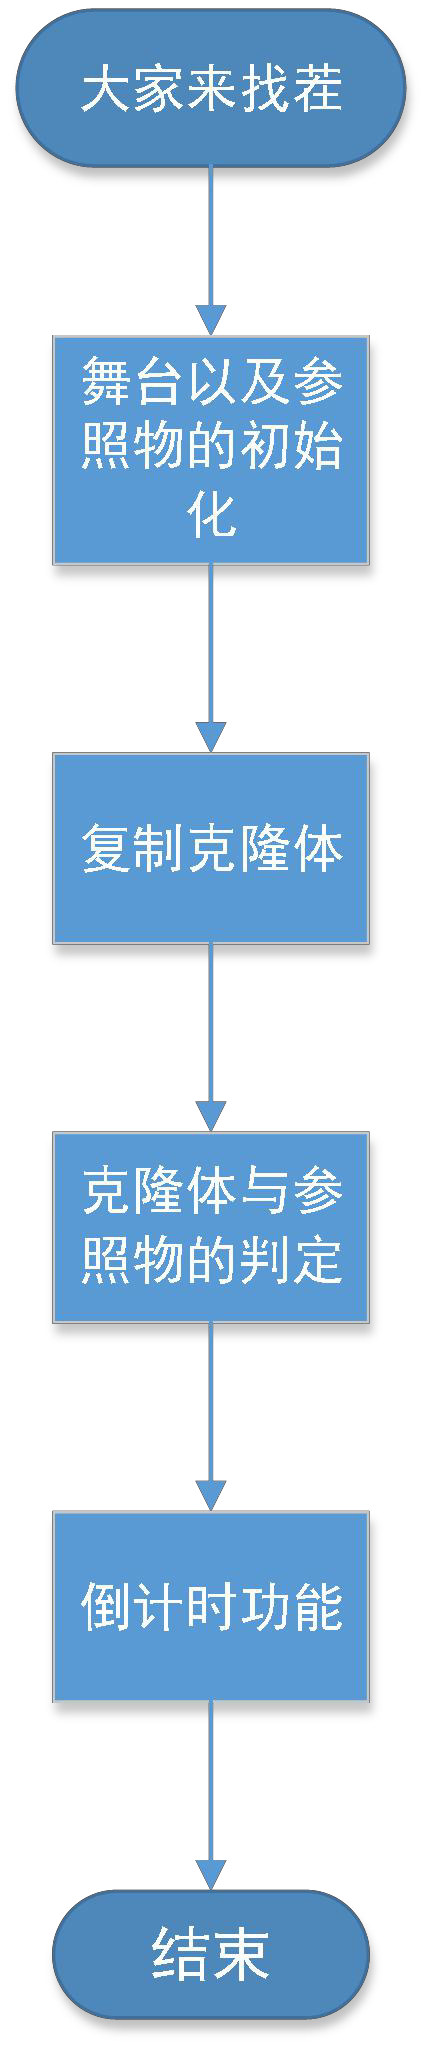 大家来找茬
舞台以及参
照物的初始
化
复制克隆体
克隆体与参
照物的判定
倒计时功能
结束